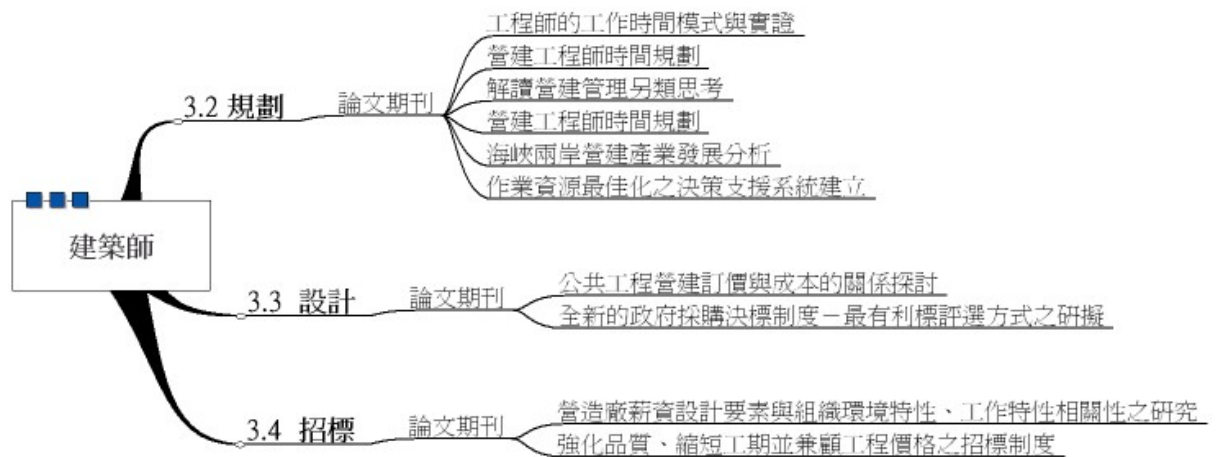 建築師
3.2 規劃
論文期刊
工程師的工作時間模式與實證
營建工程師時間規劃
解讀營建管理另類思考
營建工程師時間規劃
海峽兩岸營建產業發展分析
作業資源最佳化之決策支援系統建立
3.3 設計
論文期刊
公共工程營建訂價與成本的關係探討
全新的政府採購決標制度－最有利標評選方式之研擬
3.4 招標
論文期刊
營造廠薪資設計要素與組織環境特性、工作特性相關性之研究
強化品質、縮短工期並兼顧工程價格之招標制度